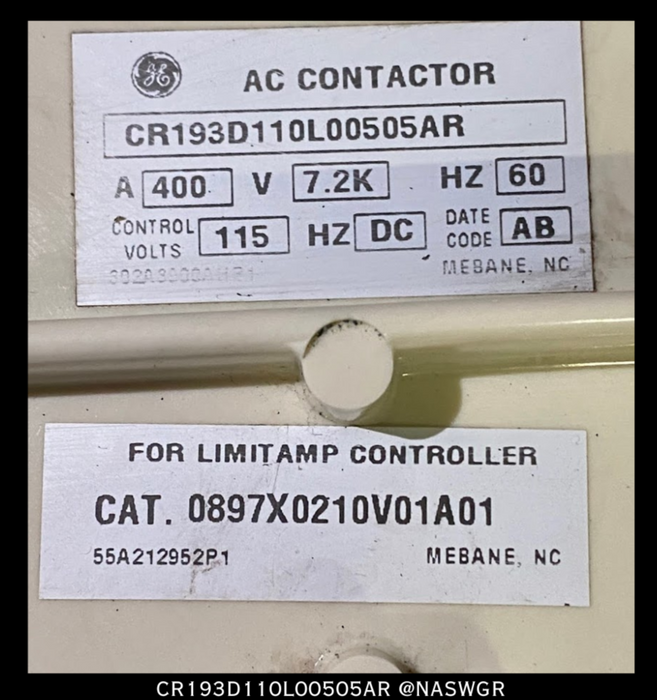 GE AC CONTACTOR
CR193D110L00505AR
A 400 V 7.2K HZ 60
CONTROL VOLTS 115 HZ DC DATE CODE AB
MEBANE, NC
FOR LIMITAMP CONTROLLER
CAT. 0897X0210V01A01
55A212952P1 MEBANE, NC
CR193D110L00505AR @NASWGR